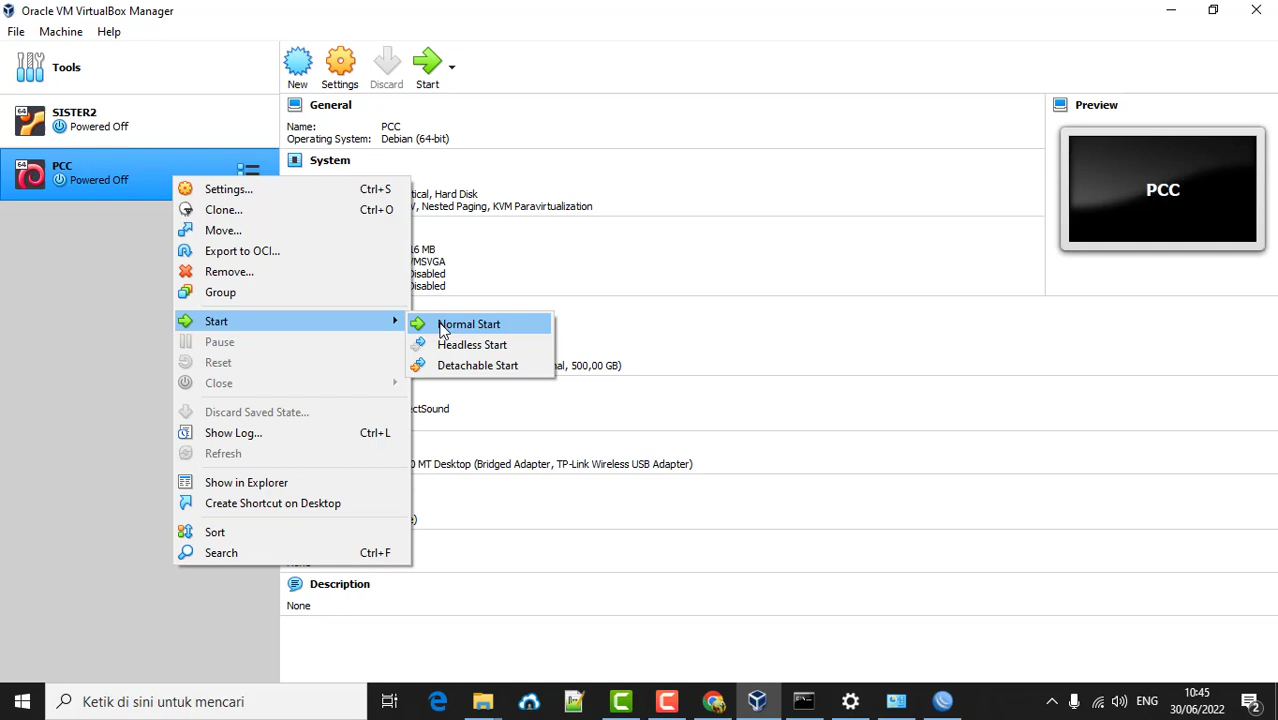 Oracle VM VirtualBox Manager
File Machine Help
Tools
New Settings Discard Start
SISTER2
Powered Off
PCC
Powered Off
General
Name: PCC
Operating System: Debian (64-bit)
System
tical, Hard Disk
, Nested Paging, KVM Paravirtualization
16 MB
MSVGA
Disabled
Disabled
al, 500,00 GB)
ectSound
0 MT Desktop (Bridged Adapter, TP-Link Wireless USB Adapter)
Description
None
Preview
PCC
Settings... Ctrl+S
Clone... Ctrl+O
Move...
Export to OCI...
Remove...
Group
Start
Pause
Reset
Close
Discard Saved State...
Show Log... Ctrl+L
Refresh
Show in Explorer
Create Shortcut on Desktop
Sort
Search Ctrl+F
Normal Start
Headless Start
Detachable Start
Ketik di sini untuk mencari
ENG
10:45
30/06/2022
2